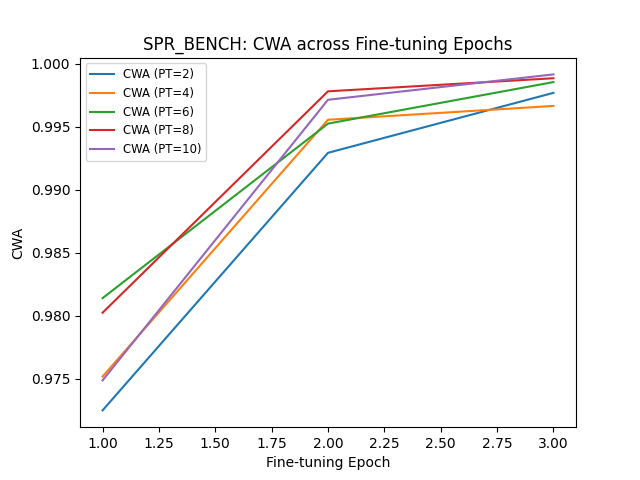 SPR_BENCH: CWA across Fine-tuning Epochs
CWA (PT=2)
CWA (PT=4)
CWA (PT=6)
CWA (PT=8)
CWA (PT=10)
CWA
1.000
0.995
0.990
0.985
0.980
0.975
1.00 1.25 1.50 1.75 2.00 2.25 2.50 2.75 3.00
Fine-tuning Epoch